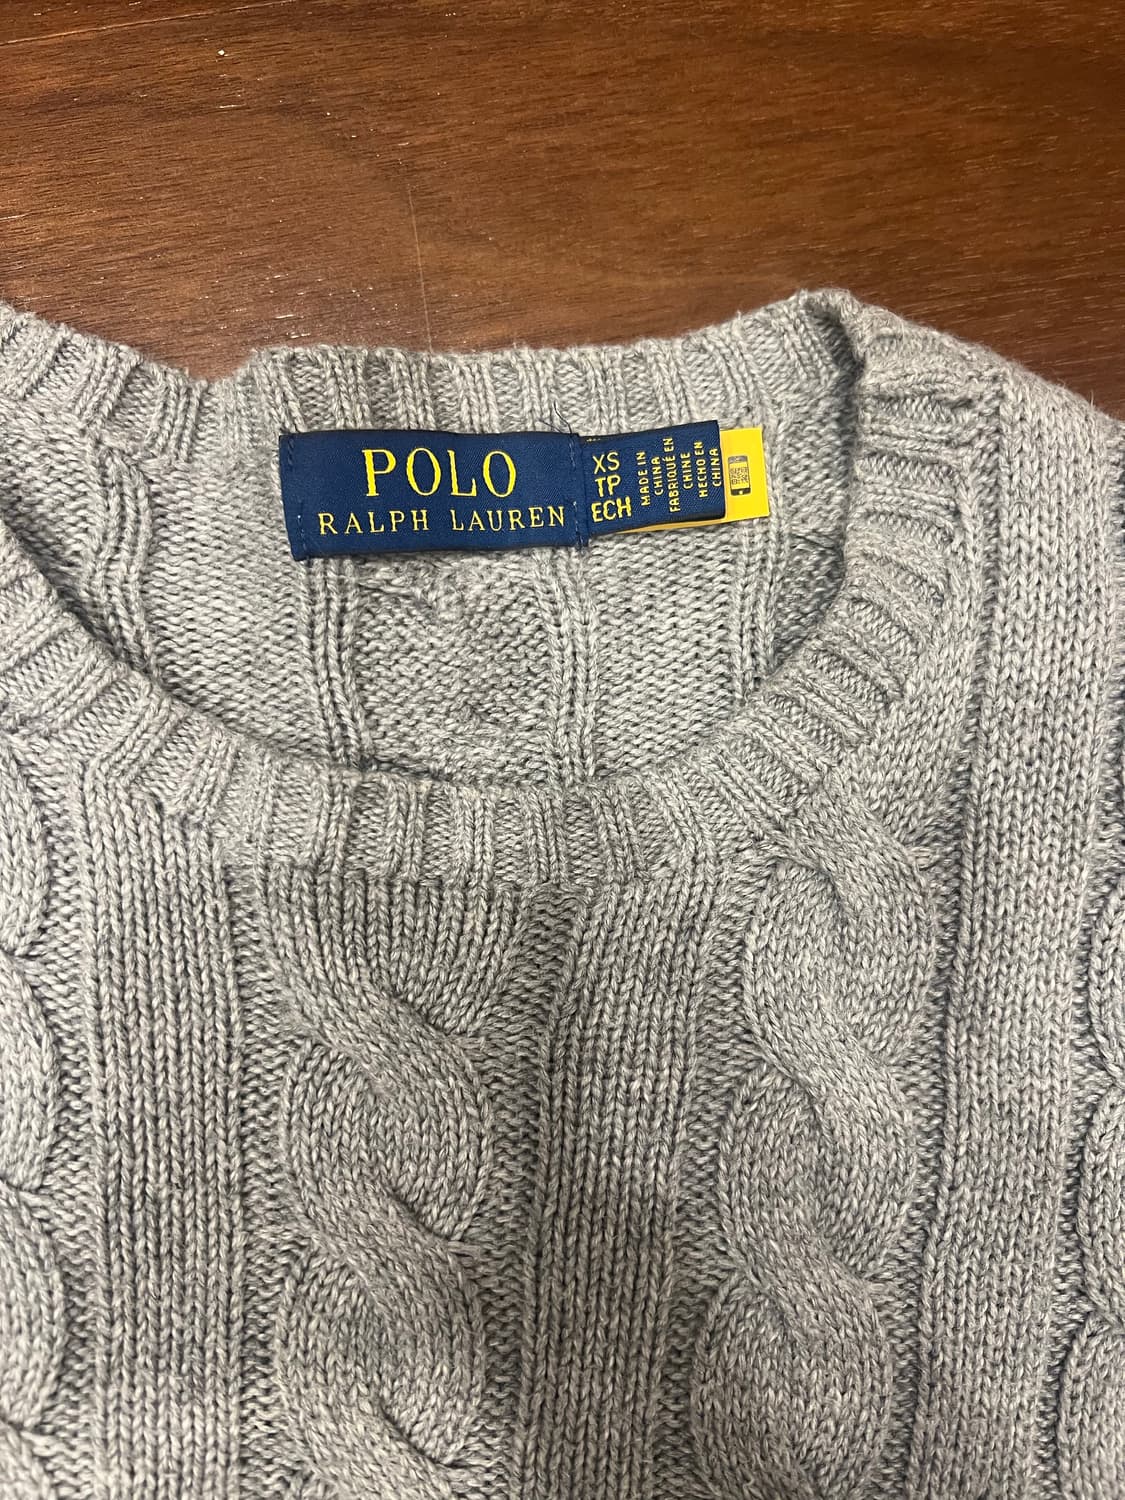 POLO
RALPH LAUREN
XS
TP
ECH
MADE IN
CHINA
FABRIQUÉ EN
CHINE
HECHO EN
CHINA